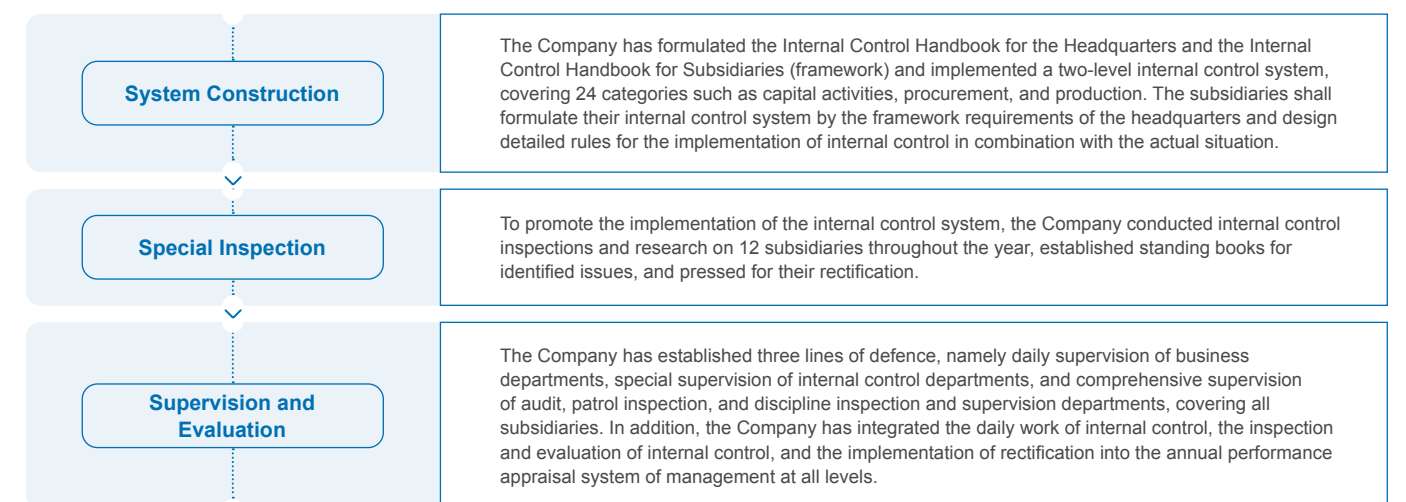 System Construction
The Company has formulated the Internal Control Handbook for the Headquarters and the Internal
Control Handbook for Subsidiaries (framework) and implemented a two-level internal control system,
covering 24 categories such as capital activities, procurement, and production. The subsidiaries shall
formulate their internal control system by the framework requirements of the headquarters and design
detailed rules for the implementation of internal control in combination with the actual situation.
Special Inspection
To promote the implementation of the internal control system, the Company conducted internal control
inspections and research on 12 subsidiaries throughout the year, established standing books for
identified issues, and pressed for their rectification.
Supervision and
Evaluation
The Company has established three lines of defence, namely daily supervision of business
departments, special supervision of internal control departments, and comprehensive supervision
of audit, patrol inspection, and discipline inspection and supervision departments, covering all
subsidiaries. In addition, the Company has integrated the daily work of internal control, the inspection
and evaluation of internal control, and the implementation of rectification into the annual performance
appraisal system of management at all levels.